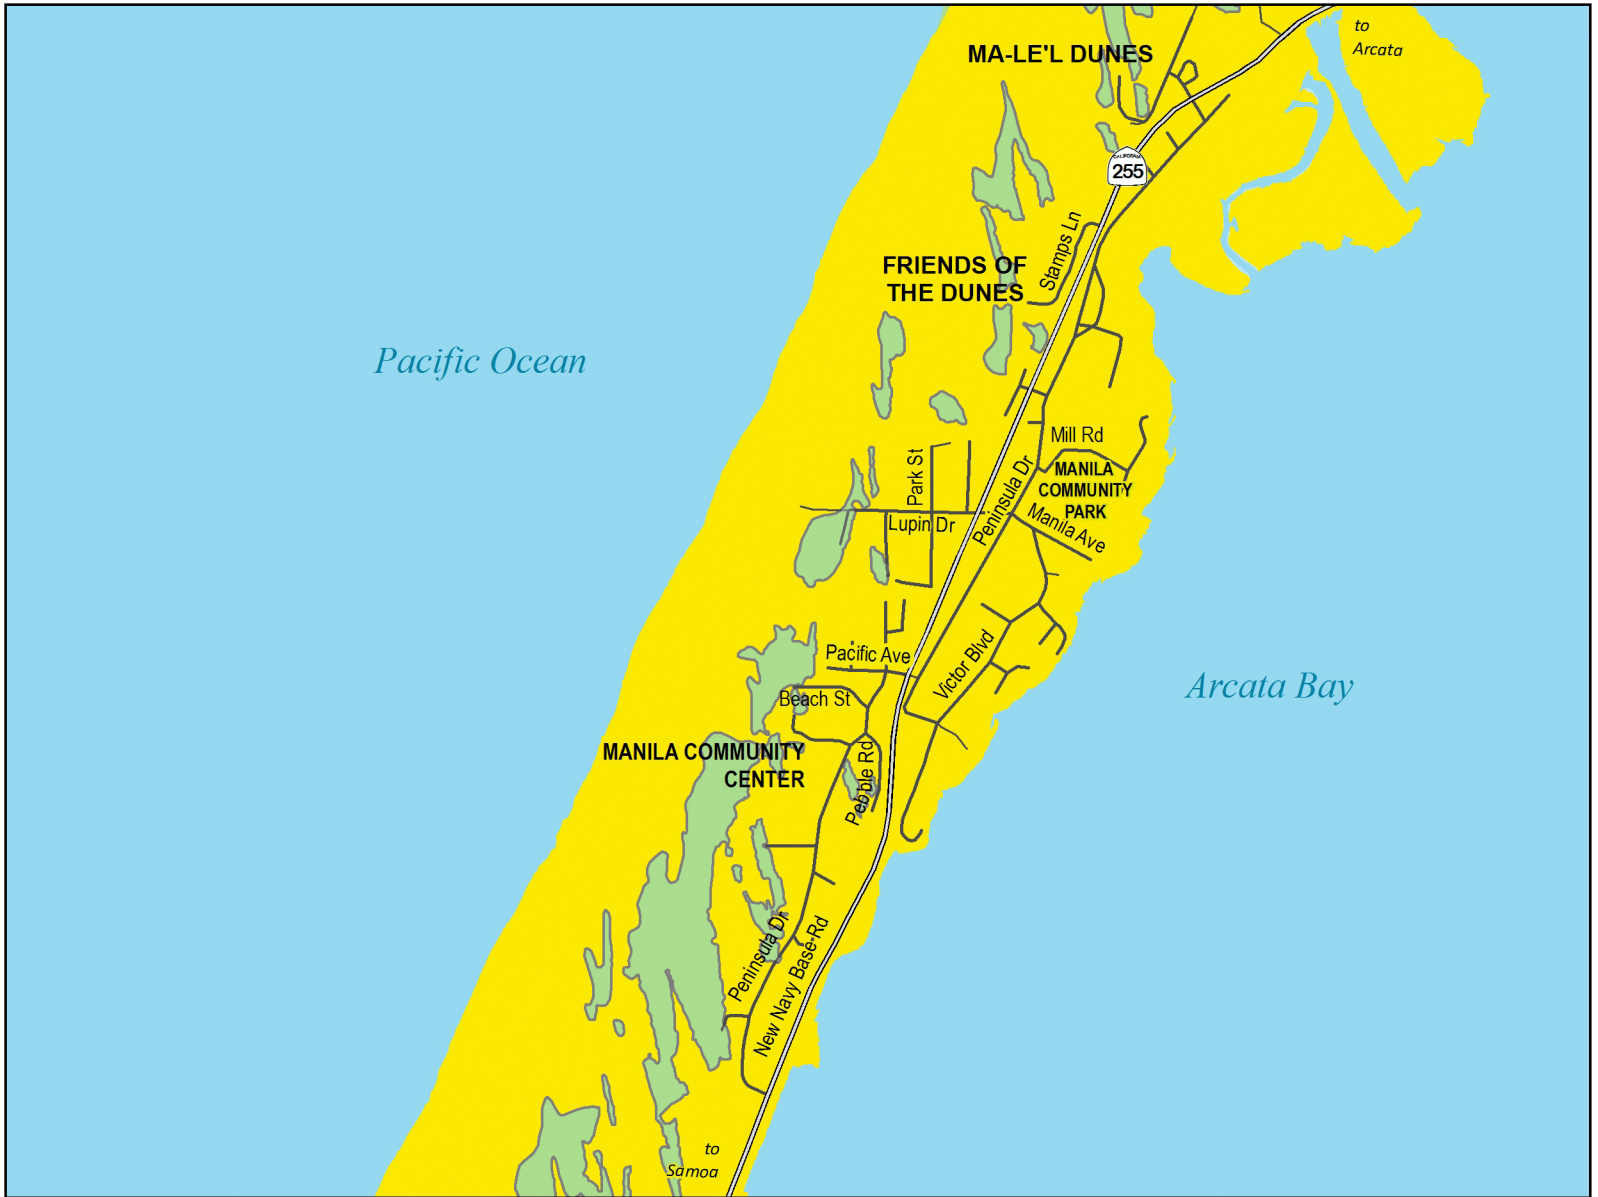 to
Arcata
MA-LE'L DUNES
CALIFORNIA
255
Stamps Ln
FRIENDS OF
THE DUNES
Pacific Ocean
Mill Rd
Park St
Peninsula Dr
MANILA
COMMUNITY
PARK
Lupin Dr
Manila Ave
Pacific Ave
Victor Blvd
Arcata Bay
Beach St
MANILA COMMUNITY
CENTER
Pebble Rd
Peninsula Dr
New Navy Base Rd
to
Samoa